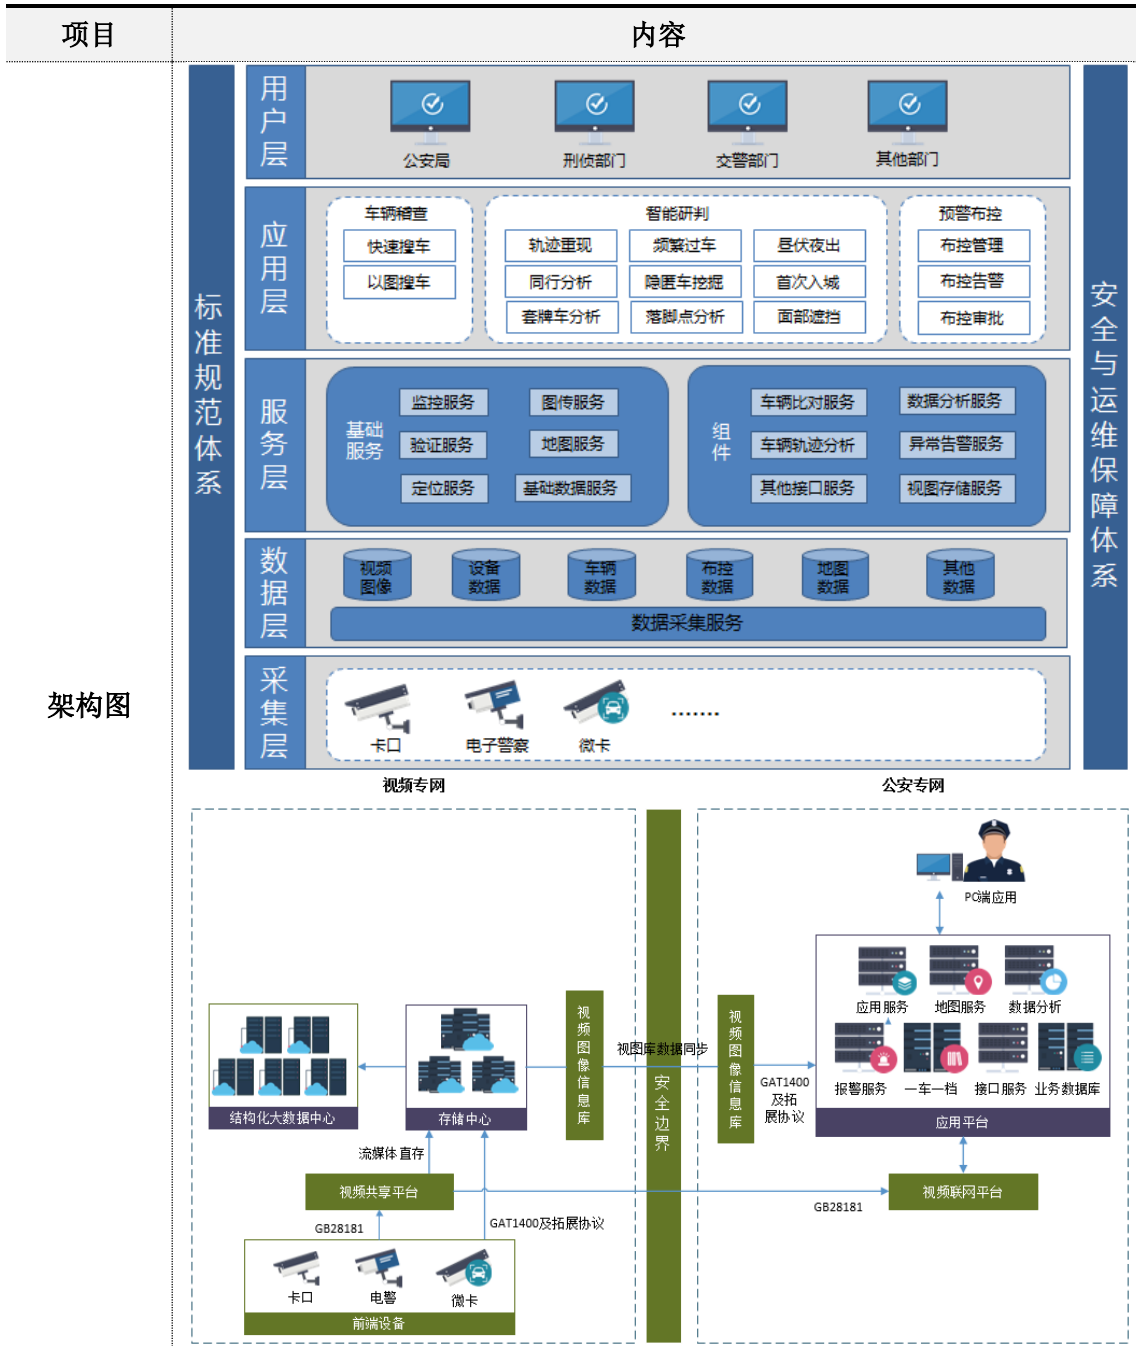 项目
内容
架构图
标准规范体系
安全与运维保障体系
用户层
公安局
刑侦部门
交警部门
其他部门
应用层
车辆稽查
快速搜车
以图搜车
智能研判
轨迹重现
频繁过车
昼伏夜出
同行分析
隐匿车挖掘
首次入城
套牌车分析
落脚点分析
面部遮挡
预警布控
布控管理
布控告警
布控审批
服务层
基础
服务
监控服务
图传服务
验证服务
地图服务
定位服务
基础数据服务
组件
车辆比对服务
数据分析服务
车辆轨迹分析
异常告警服务
其他接口服务
视图存储服务
数据层
视频
图像
设备
数据
车辆
数据
布控
数据
地图
数据
其他
数据
数据采集服务
采集层
卡口
电子警察
微卡
.......
视频专网
公安专网
PC端应用
应用服务
地图服务
数据分析
报警服务
一车一档
接口服务
业务数据库
应用平台
结构化大数据中心
存储中心
视频图像信息库
视图库数据同步
安全边界
视频图像信息库
GAT1400
及拓
展协议
流媒体直存
视频共享平台
视频联网平台
GB28181
GB28181
GAT1400及拓展协议
卡口
电警
微卡
前端设备